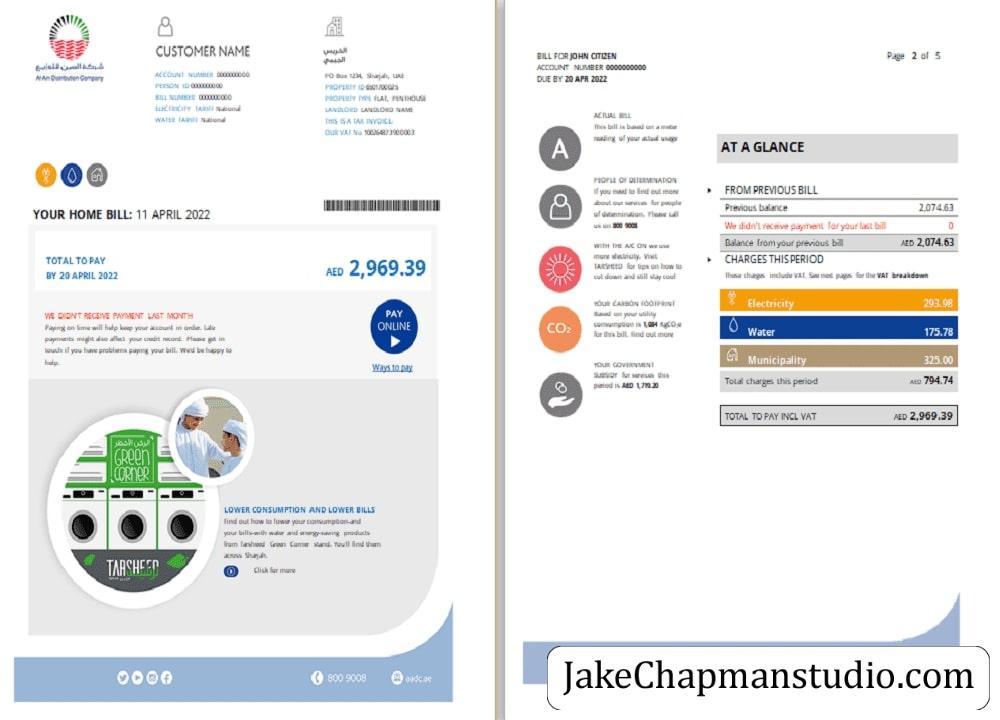 شركة العين للتوزيع
Al Ain Distribution Company
CUSTOMER NAME
ACCOUNT NUMBER 0000000000
PERSON ID 0000000000
BILL NUMBER 0000000000
ELECTRICITY TARIFF National
WATER TARIFF National
PO Box 1234, Sharjah, UAE
PROPERTY TYPE FLAT, PENTHOUSE
LANDLORD LANDLORD NAME
THIS IS A TAX INVOICE.
OUR VAT No
YOUR HOME BILL: 11 APRIL 2022
TOTAL TO PAY
BY 20 APRIL 2022
AED 2,969.39
WE DIDN'T RECEIVE PAYMENT LAST MONTH
Paying on time will help keep your account in order. Late
payments might also affect your credit record. Please get in
touch if you have problems paying your bill. We'd be happy to
help.
PAY
ONLINE
Ways to pay
الركن الأخضر
GREEN
CORNER
TARSHEED
LOWER CONSUMPTION AND LOWER BILLS
Find out how to lower your consumption and
your bills with water and energy-saving products
from Tarsheed Green Corner stand. You'll find them
across Sharjah.
Click for more
800 9008
aadc.ae
BILL FOR JOHN CITIZEN
ACCOUNT NUMBER 0000000000
DUE BY 20 APR 2022
Page 2 of 5
A
ACTUAL BILL
This bill is based on a meter
reading of your actual usage
PEOPLE OF DETERMINATION
If you need to find out more
about our services for people
of determination. Please call
us on 800 9008
WITH THE A/C ON we use
more electricity. Visit
TARSHEED for tips on how to
cut down and still stay cool
CO₂
YOUR CARBON FOOTPRINT
Based on your utility
consumption is 1,084 KgCO₂e
for this bill. Find out more
YOUR GOVERNMENT
SUBSIDY for services this
period is AED 1,719.20
AT A GLANCE
FROM PREVIOUS BILL
Previous balance 2,074.63
We didn't receive payment for your last bill 0
Balance from your previous bill AED 2,074.63
CHARGES THIS PERIOD
These charges include VAT. See next pages for the VAT breakdown
Electricity 293.98
Water 175.78
Municipality 325.00
Total charges this period AED 794.74
TOTAL TO PAY INCL VAT AED 2,969.39
JakeChapmanstudio.com